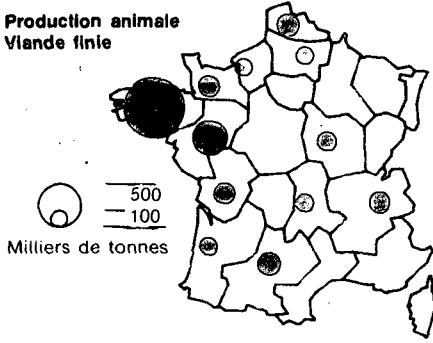 Production animale
Viande finie
500
100
Milliers de tonnes